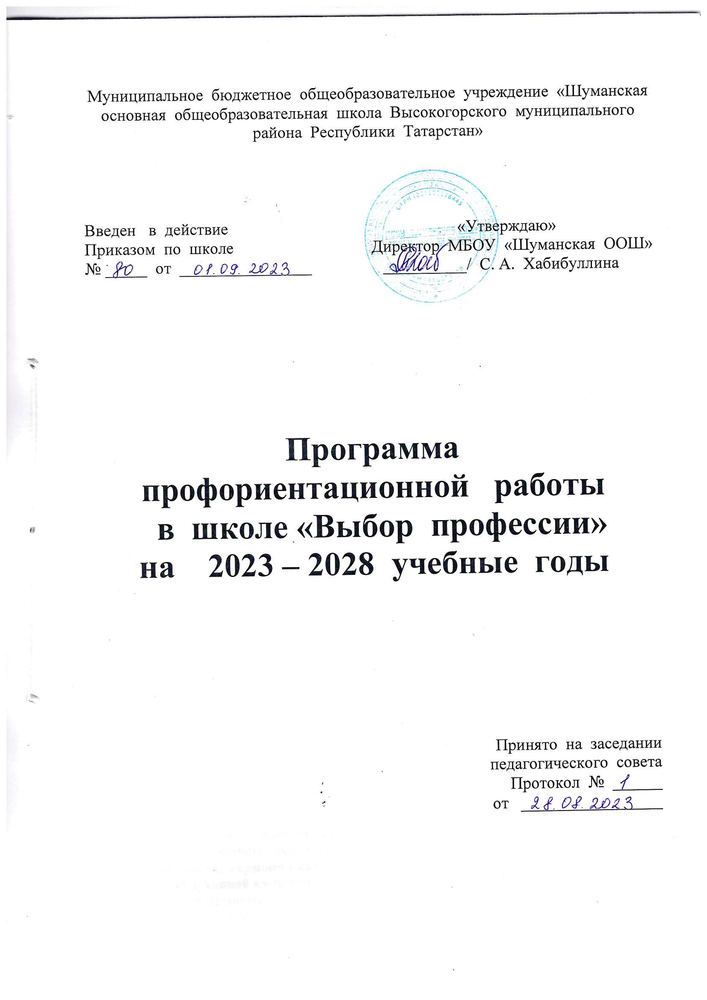 Муниципальное бюджетное общеобразовательное учреждение «Шуманская
основная общеобразовательная школа Высокогорского муниципального
района Республики Татарстан»
Введен в действие
Приказом по школе
№ 80 от 01.09.2023
«Утверждаю»
Директор МБОУ «Шуманская ООШ»
/ С. А. Хабибуллина
Программа
профориентационной работы
в школе «Выбор профессии»
на 2023 – 2028 учебные годы
Принято на заседании
педагогического совета
Протокол № 1
от 28.08.2023